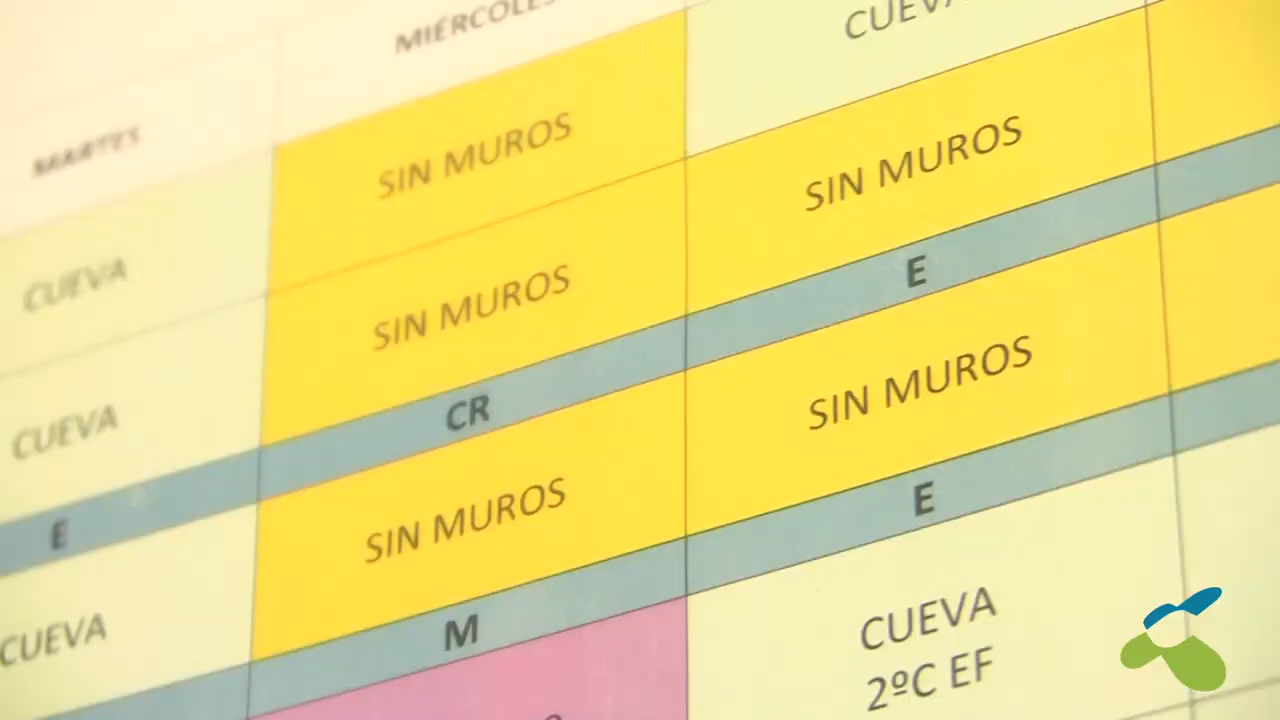 MARTES
MIÉRCOLES
CUEVA
SIN MUROS
CUEVA
CUEVA
SIN MUROS
SIN MUROS
E
CR
E
CUEVA
SIN MUROS
SIN MUROS
M
E
CUEVA
2ºC EF